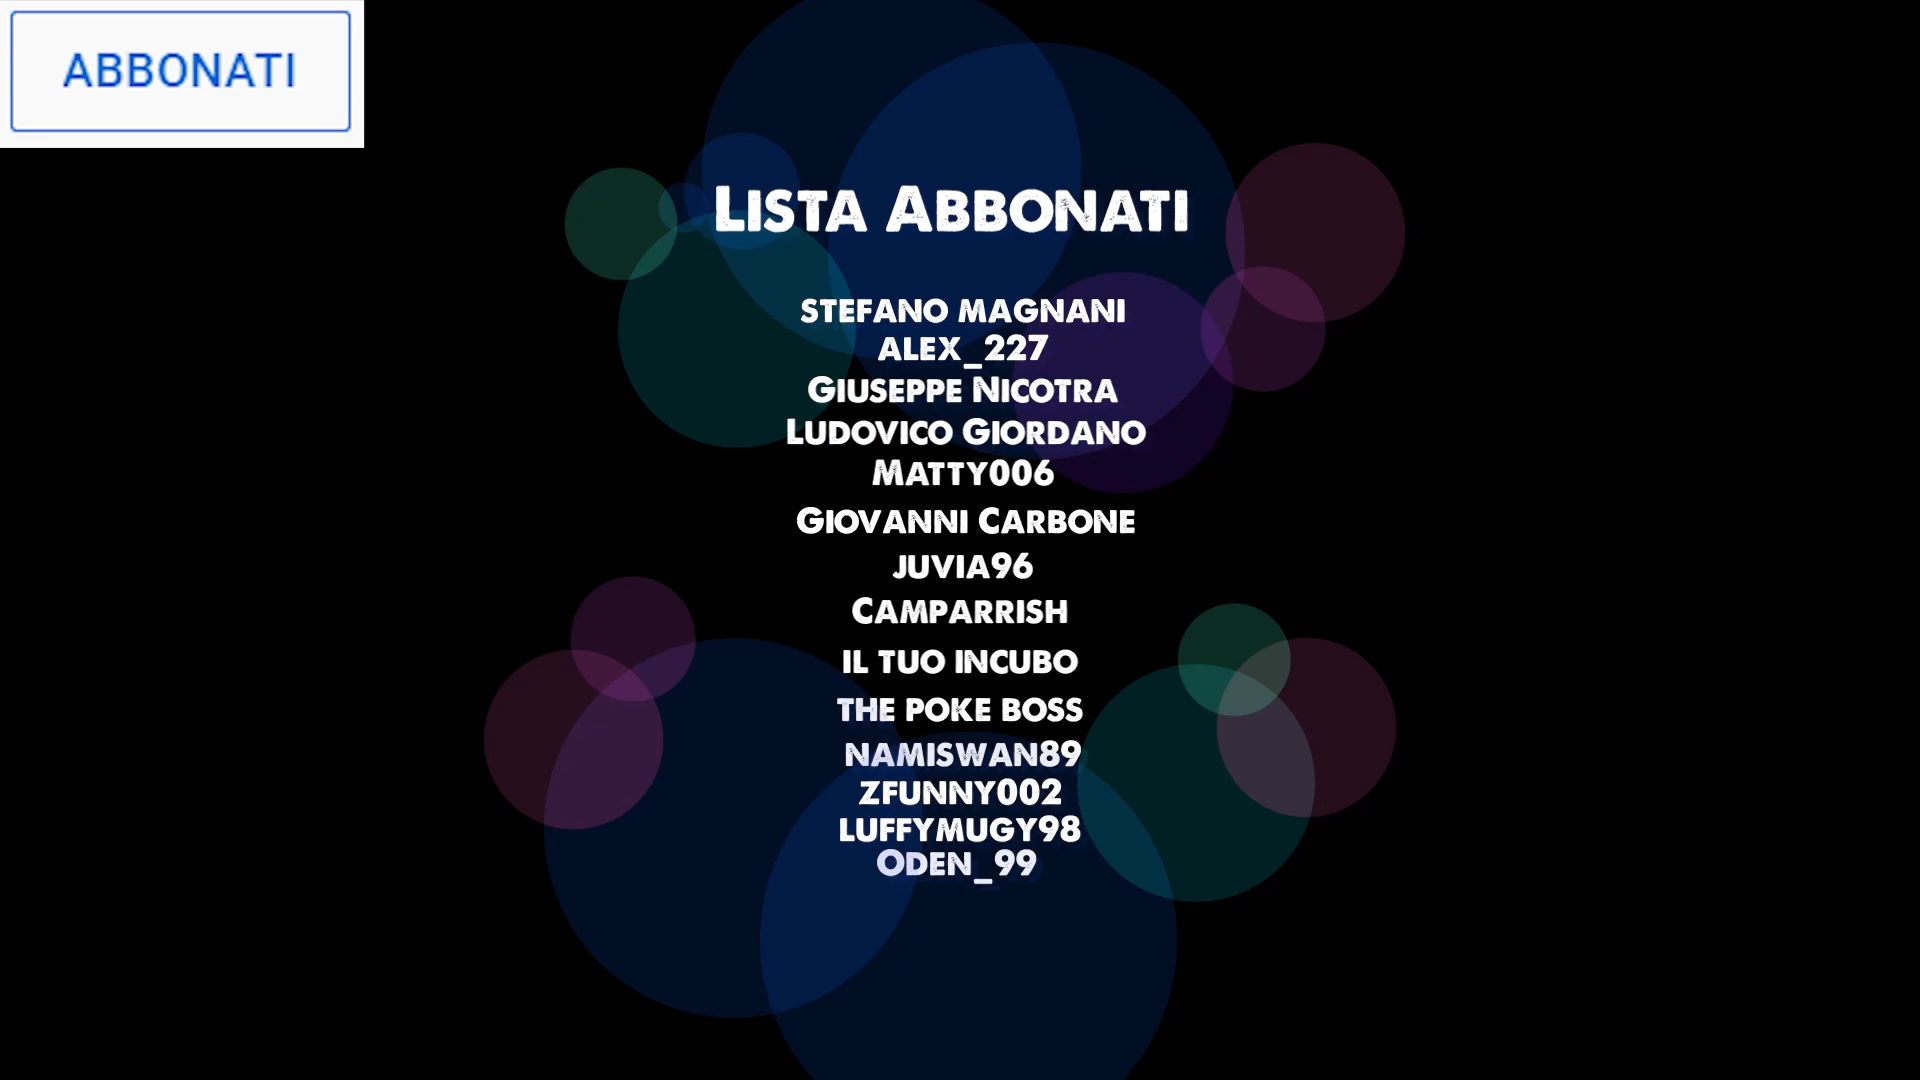 ABBONATI
Lista Abbonati
STEFANO MAGNANI
ALEX_227
Giuseppe Nicotra
Ludovico Giordano
Matty006
Giovanni Carbone
JUVIA96
Camparrish
IL TUO INCUBO
THE POKE BOSS
NAMISWAN89
ZFUNNY002
LUFFYMUGY98
Oden_99